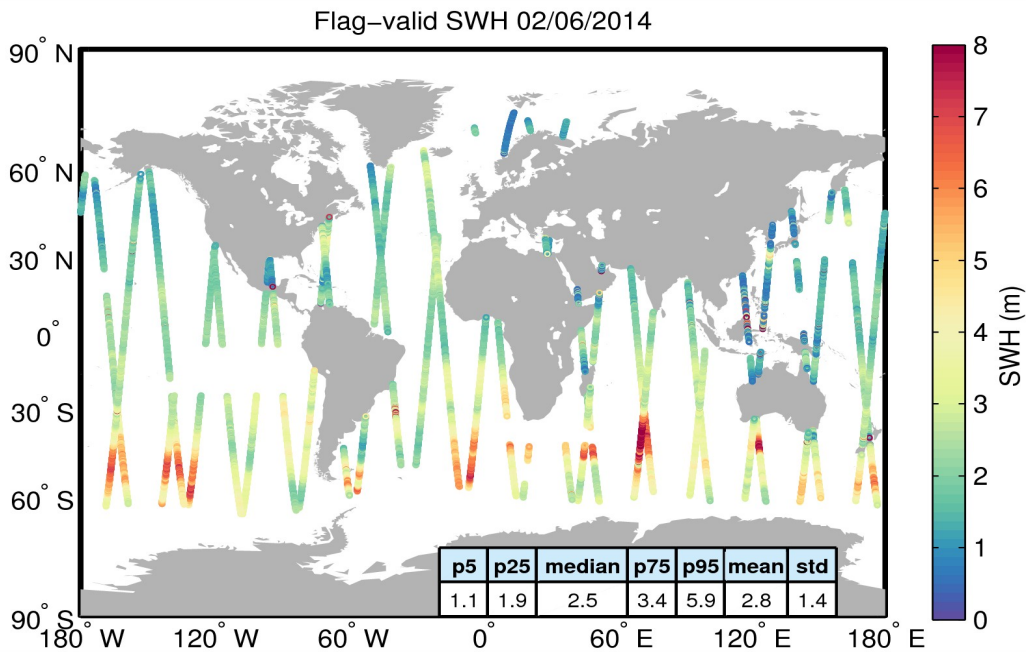 Flag−valid SWH 02/06/2014
90° N
60° N
30° N
0°
30° S
60° S
90° S
180° W
120° W
60° W
0°
60° E
120° E
180° E
p5 p25 median p75 p95 mean std
1.1 1.9 2.5 3.4 5.9 2.8 1.4
8
7
6
5
4
3
2
1
0
SWH (m)